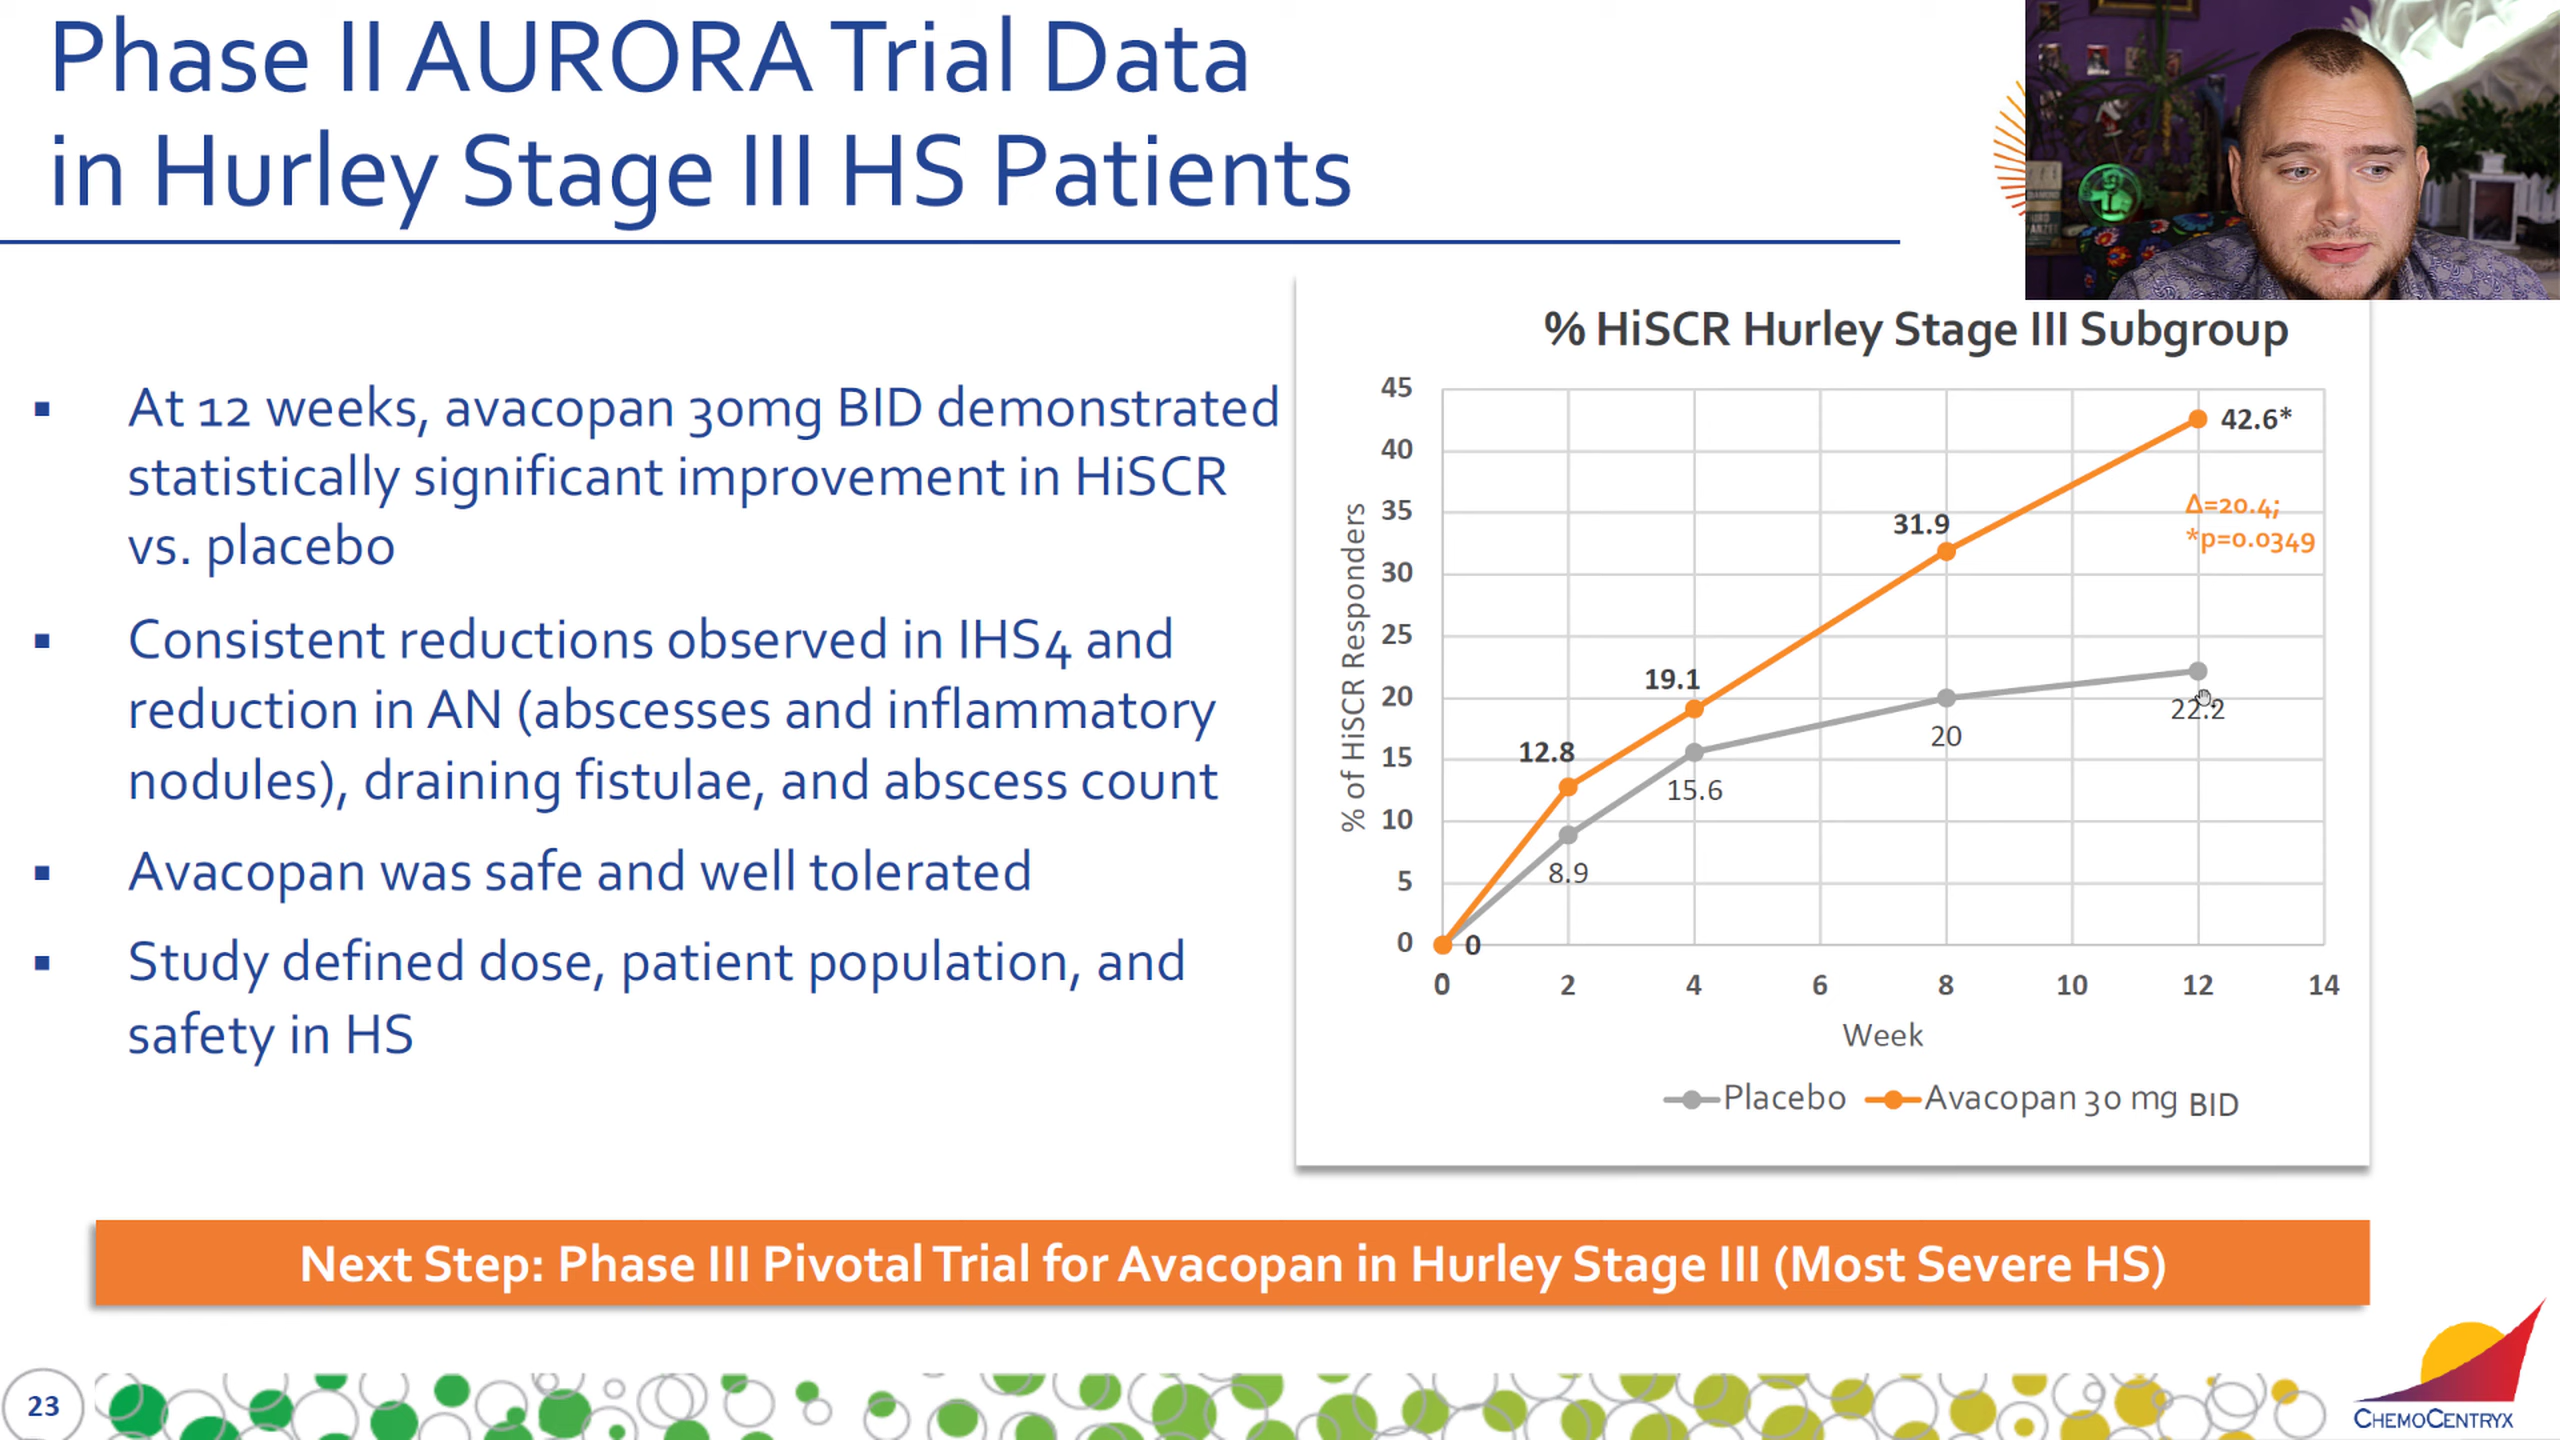 Phase II AURORA Trial Data
in Hurley Stage III HS Patients
▪ At 12 weeks, avacopan 30mg BID demonstrated
statistically significant improvement in HiSCR
vs. placebo
▪ Consistent reductions observed in IHS4 and
reduction in AN (abscesses and inflammatory
nodules), draining fistulae, and abscess count
▪ Avacopan was safe and well tolerated
▪ Study defined dose, patient population, and
safety in HS
% HiSCR Hurley Stage III Subgroup
% of HiSCR Responders
45
40
35
30
25
20
15
10
5
0
42.6*
Δ=20.4;
*p=0.0349
31.9
19.1
12.8
0
8.9
15.6
20
22.2
0 2 4 6 8 10 12 14
Week
Placebo Avacopan 30 mg BID
Next Step: Phase III Pivotal Trial for Avacopan in Hurley Stage III (Most Severe HS)
23
CHEMOCENTRYX